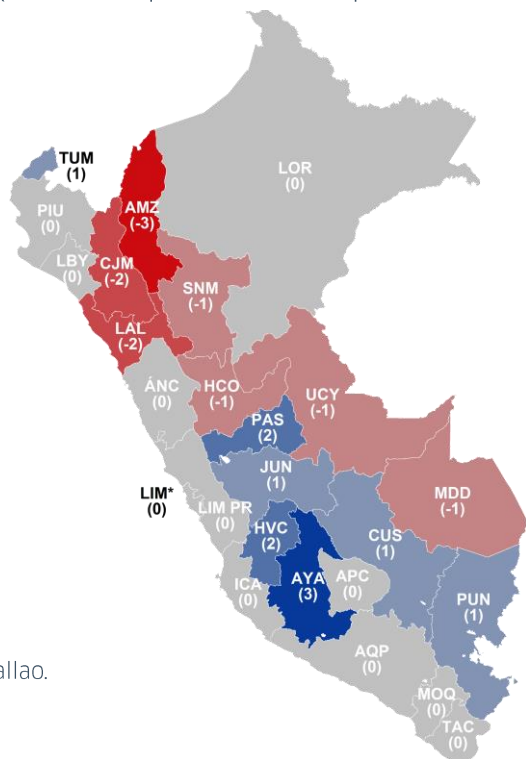 TUM
(1)
LOR
(0)
PIU
(0)
AMZ
(-3)
LBY
(0)
CJM
(-2)
SNM
(-1)
LAL
(-2)
ÁNC
(0)
HCO
(-1)
UCY
(-1)
PAS
(2)
JUN
(1)
LIM*
(0)
LIM PR
(0)
MDD
(-1)
HVC
(2)
CUS
(1)
ICA
(0)
AYA
(3)
APC
(0)
PUN
(1)
AQP
(0)
allao.
MOQ
(0)
TAC
(0)